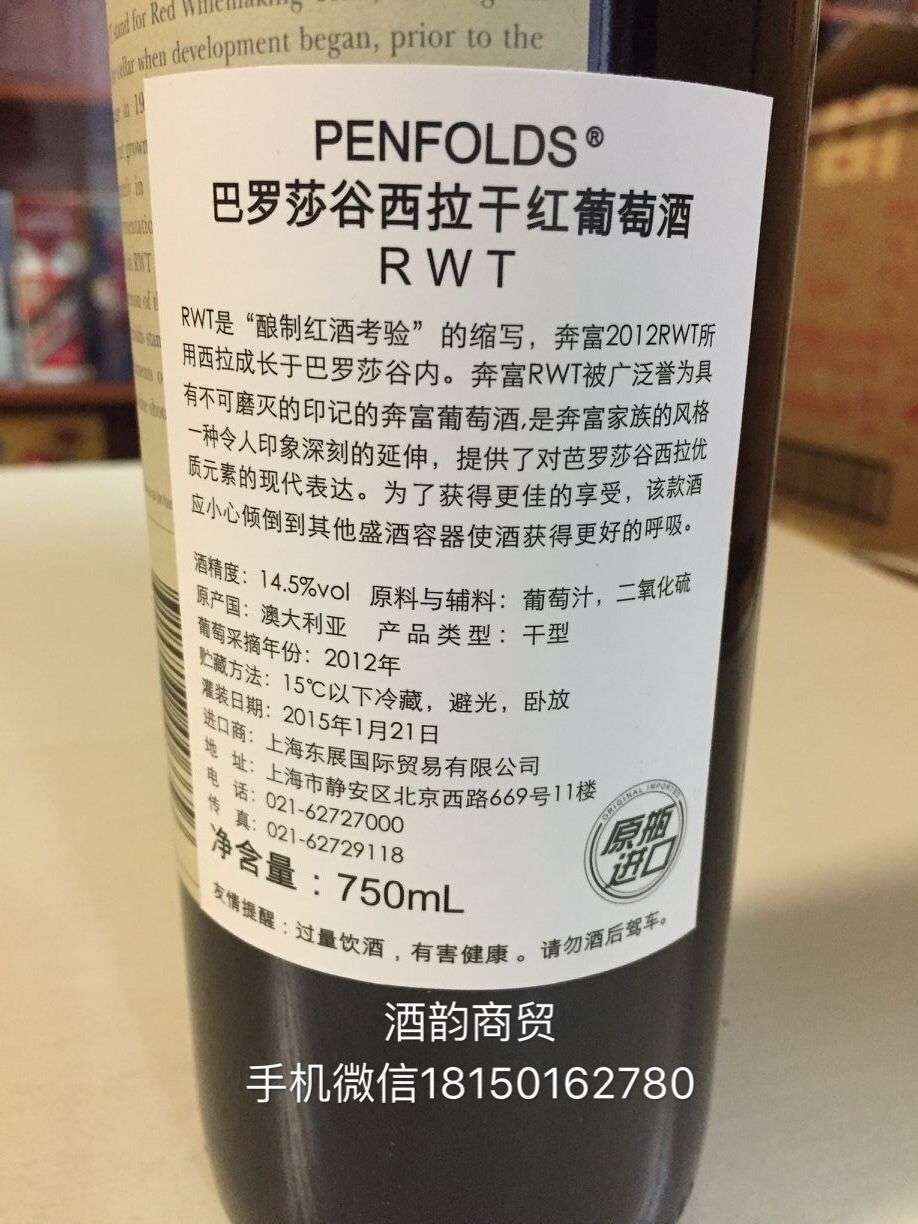 and for Red Winemaking
cellar when development began, prior to the
in 19
grown
in
RWT
PENFOLDS®
巴罗莎谷西拉干红葡萄酒
RWT
RWT是“酿制红酒考验”的缩写，奔富2012RWT所
用西拉成长于巴罗莎谷内。奔富RWT被广泛誉为具
有不可磨灭的印记的奔富葡萄酒,是奔富家族的风格
一种令人印象深刻的延伸，提供了对芭罗莎谷西拉优
质元素的现代表达。为了获得更佳的享受，该款酒
应小心倾倒到其他盛酒容器使酒获得更好的呼吸。
酒精度：14.5%vol 原料与辅料：葡萄汁，二氧化硫
原产国：澳大利亚 产品类型：干型
葡萄采摘年份：2012年
贮藏方法：15℃以下冷藏，避光，卧放
灌装日期：2015年1月21日
进口商：上海东展国际贸易有限公司
地 址：上海市静安区北京西路669号11楼
电 话：021-62727000
传 真：021-62729118
净含量：750mL
ORIGINAL IMPORTED
原瓶
进口
友情提醒：过量饮酒，有害健康。请勿酒后驾车。
酒韵商贸
手机微信18150162780